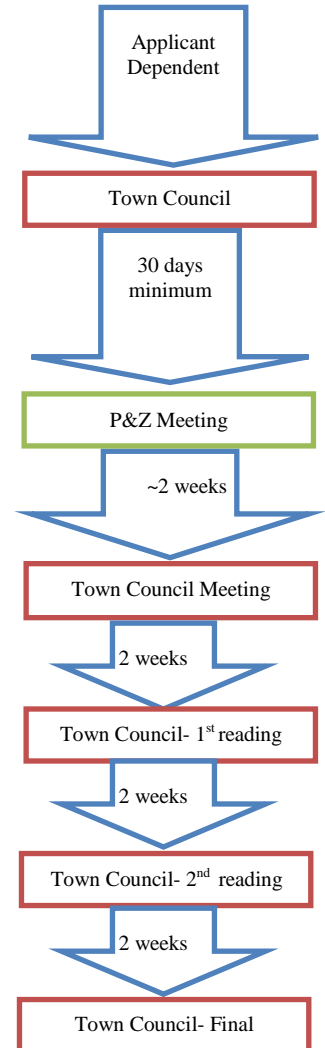 Applicant
Dependent
Town Council
30 days
minimum
P&Z Meeting
~2 weeks
Town Council Meeting
2 weeks
Town Council- 1st reading
2 weeks
Town Council- 2nd reading
2 weeks
Town Council- Final